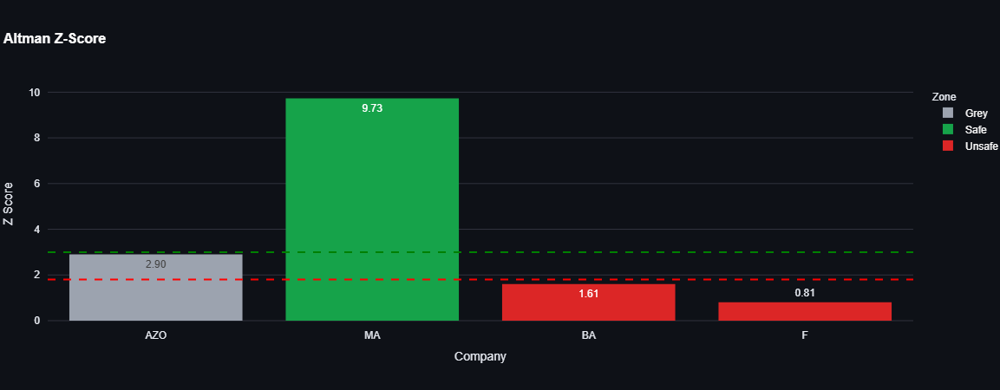 Altman Z-Score
10
8
6
4
2
0
Z Score
9.73
2.90
1.61
0.81
AZO
MA
BA
F
Company
Zone
Grey
Safe
Unsafe